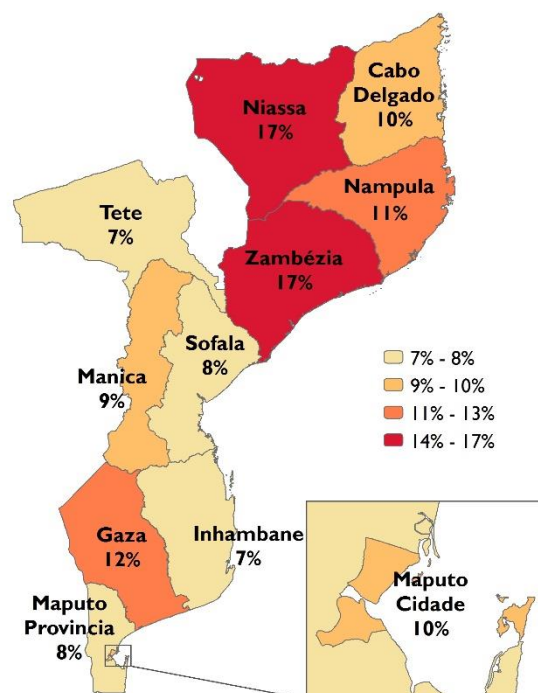 Cabo
Delgado
10%
Niassa
17%
Nampula
11%
Tete
7%
Zambézia
17%
Sofala
8%
Manica
9%
7% - 8%
9% - 10%
11% - 13%
14% - 17%
Gaza
12%
Inhambane
7%
Maputo
Provincia
8%
Maputo
Cidade
10%